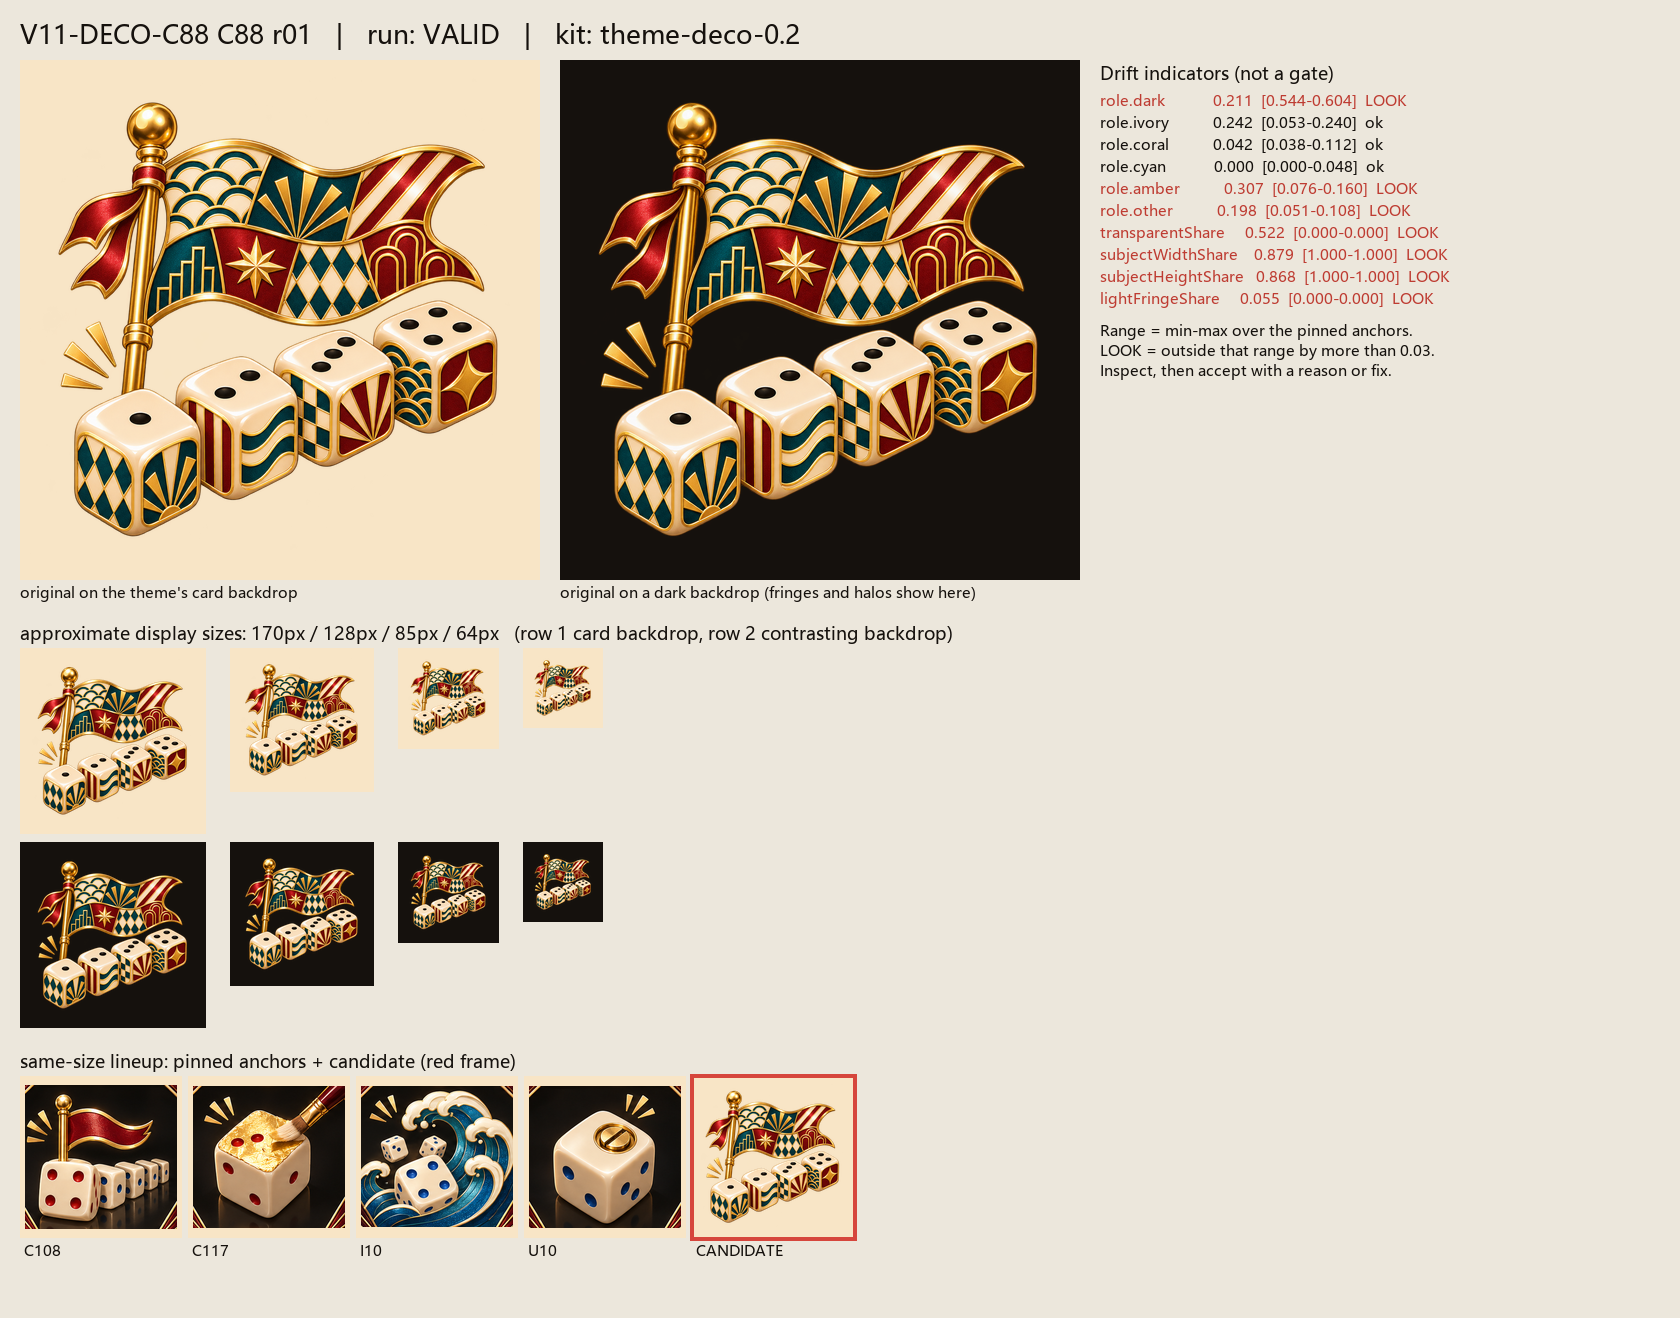 V11-DECO-C88 C88 r01 | run: VALID | kit: theme-deco-0.2
Drift indicators (not a gate)
role.dark 0.211 [0.544-0.604] LOOK
role.ivory 0.242 [0.053-0.240] ok
role.coral 0.042 [0.038-0.112] ok
role.cyan 0.000 [0.000-0.048] ok
role.amber 0.307 [0.076-0.160] LOOK
role.other 0.198 [0.051-0.108] LOOK
transparentShare 0.522 [0.000-0.000] LOOK
subjectWidthShare 0.879 [1.000-1.000] LOOK
subjectHeightShare 0.868 [1.000-1.000] LOOK
lightFringeShare 0.055 [0.000-0.000] LOOK
Range = min-max over the pinned anchors.
LOOK = outside that range by more than 0.03.
Inspect, then accept with a reason or fix.
original on the theme's card backdrop
original on a dark backdrop (fringes and halos show here)
approximate display sizes: 170px / 128px / 85px / 64px (row 1 card backdrop, row 2 contrasting backdrop)
same-size lineup: pinned anchors + candidate (red frame)
C108
C117
I10
U10
CANDIDATE